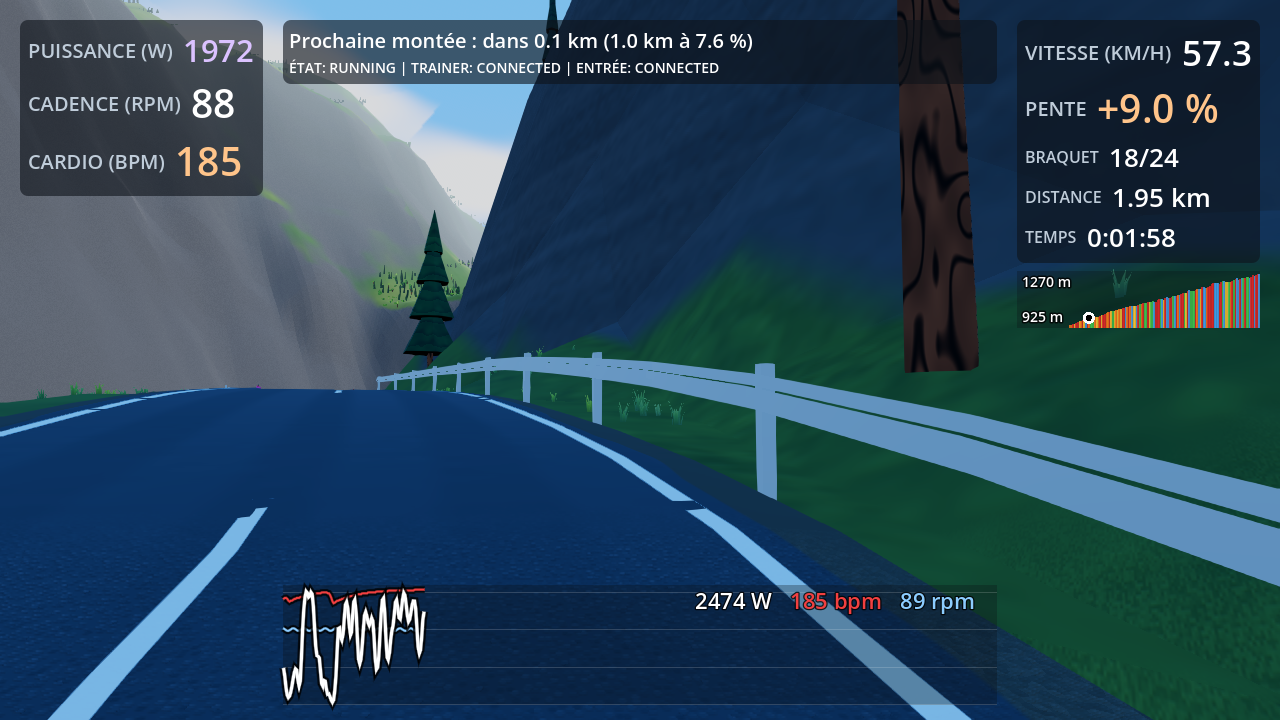 PUISSANCE (W) 1972
CADENCE (RPM) 88
CARDIO (BPM) 185
Prochaine montée : dans 0.1 km (1.0 km à 7.6 %)
ÉTAT: RUNNING | TRAINER: CONNECTED | ENTRÉE: CONNECTED
VITESSE (KM/H) 57.3
PENTE +9.0 %
BRAQUET 18/24
DISTANCE 1.95 km
TEMPS 0:01:58
1270 m
925 m
2474 W 185 bpm 89 rpm